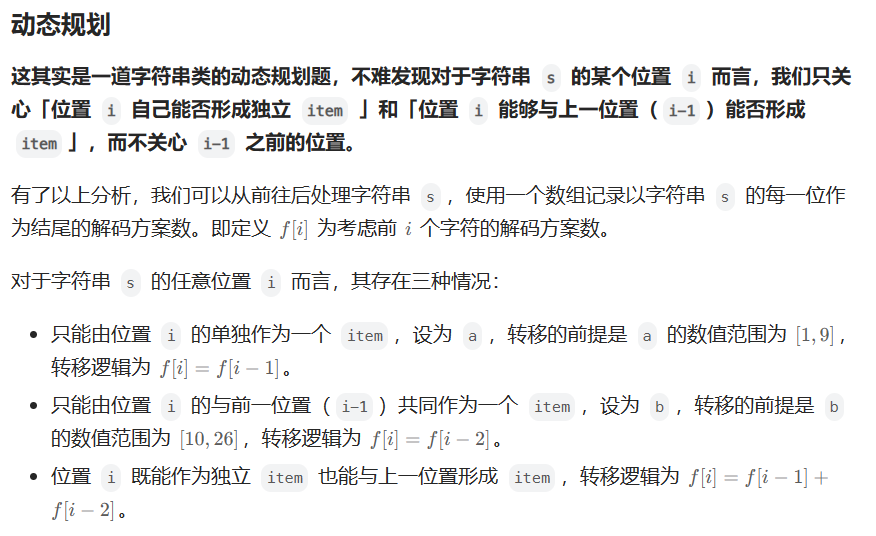 动态规划
这其实是一道字符串类的动态规划题，不难发现对于字符串 s 的某个位置 i 而言，我们只关
心「位置 i 自己能否形成独立 item 」和「位置 i 能够与上一位置（ i-1 ）能否形成
item 」，而不关心 i-1 之前的位置。
有了以上分析，我们可以从前往后处理字符串 s ，使用一个数组记录以字符串 s 的每一位作
为结尾的解码方案数。即定义 f[i] 为考虑前 i 个字符的解码方案数。
对于字符串 s 的任意位置 i 而言，其存在三种情况：
• 只能由位置 i 的单独作为一个 item ，设为 a ，转移的前提是 a 的数值范围为 [1,9]，
转移逻辑为 f[i] = f[i − 1]。
• 只能由位置 i 的与前一位置（ i-1 ）共同作为一个 item ，设为 b ，转移的前提是 b
的数值范围为 [10,26]，转移逻辑为 f[i] = f[i − 2]。
• 位置 i 既能作为独立 item 也能与上一位置形成 item ，转移逻辑为 f[i] = f[i − 1] +
f[i − 2]。